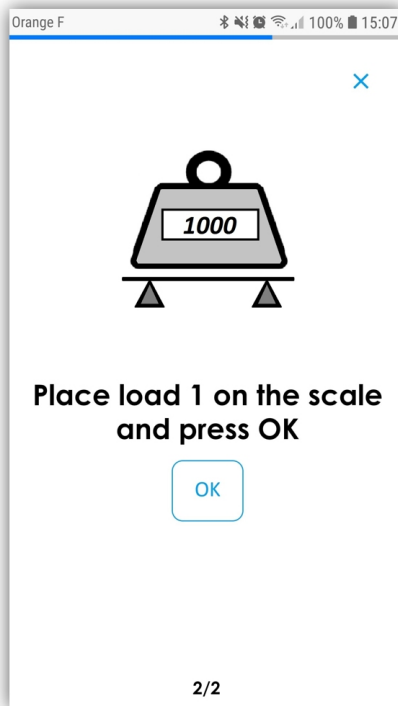 Orange F 100% 15:07
1000
Place load 1 on the scale
and press OK
OK
2/2